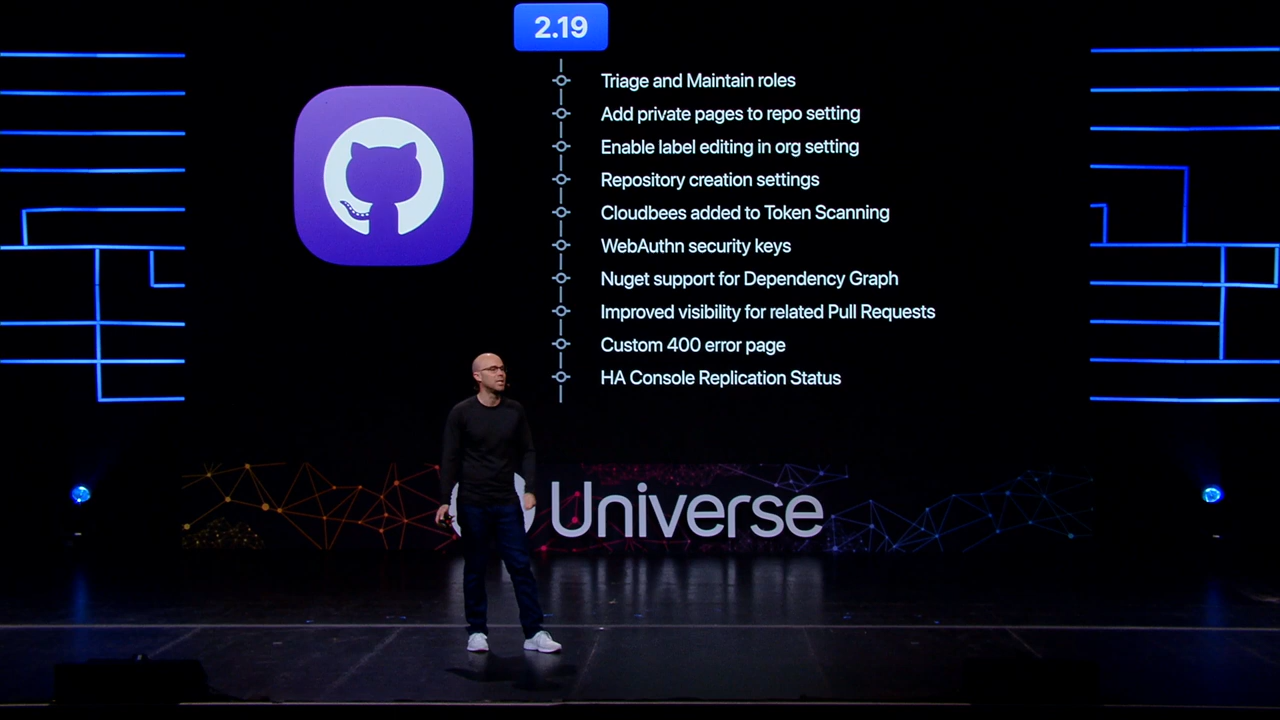 2.19
Triage and Maintain roles
Add private pages to repo setting
Enable label editing in org setting
Repository creation settings
Cloudbees added to Token Scanning
WebAuthn security keys
Nuget support for Dependency Graph
Improved visibility for related Pull Requests
Custom 400 error page
HA Console Replication Status
Universe